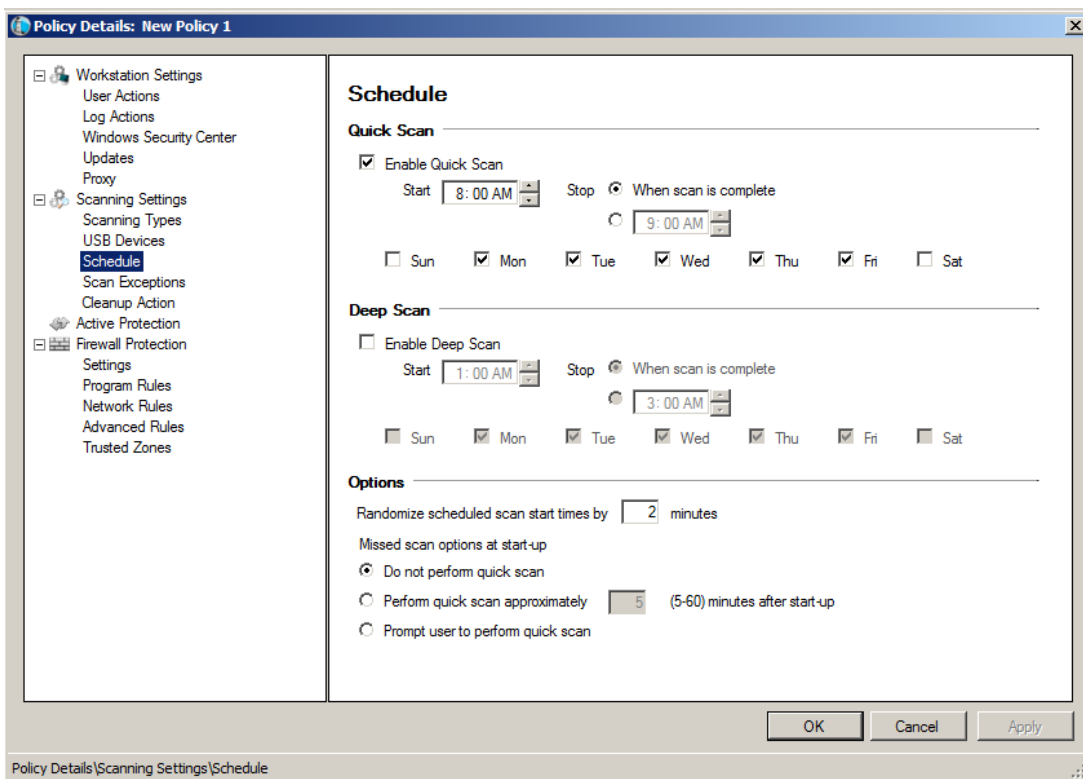 Policy Details: New Policy 1
Workstation Settings
User Actions
Log Actions
Windows Security Center
Updates
Proxy
Scanning Settings
Scanning Types
USB Devices
Schedule
Scan Exceptions
Cleanup Action
Active Protection
Firewall Protection
Settings
Program Rules
Network Rules
Advanced Rules
Trusted Zones
Schedule
Quick Scan
Enable Quick Scan
Start 8:00 AM Stop When scan is complete
9:00 AM
Sun Mon Tue Wed Thu Fri Sat
Deep Scan
Enable Deep Scan
Start 1:00 AM Stop When scan is complete
3:00 AM
Sun Mon Tue Wed Thu Fri Sat
Options
Randomize scheduled scan start times by 2 minutes
Missed scan options at start-up
Do not perform quick scan
Perform quick scan approximately 5 (5-60) minutes after start-up
Prompt user to perform quick scan
OK Cancel Apply
Policy Details\Scanning Settings\Schedule